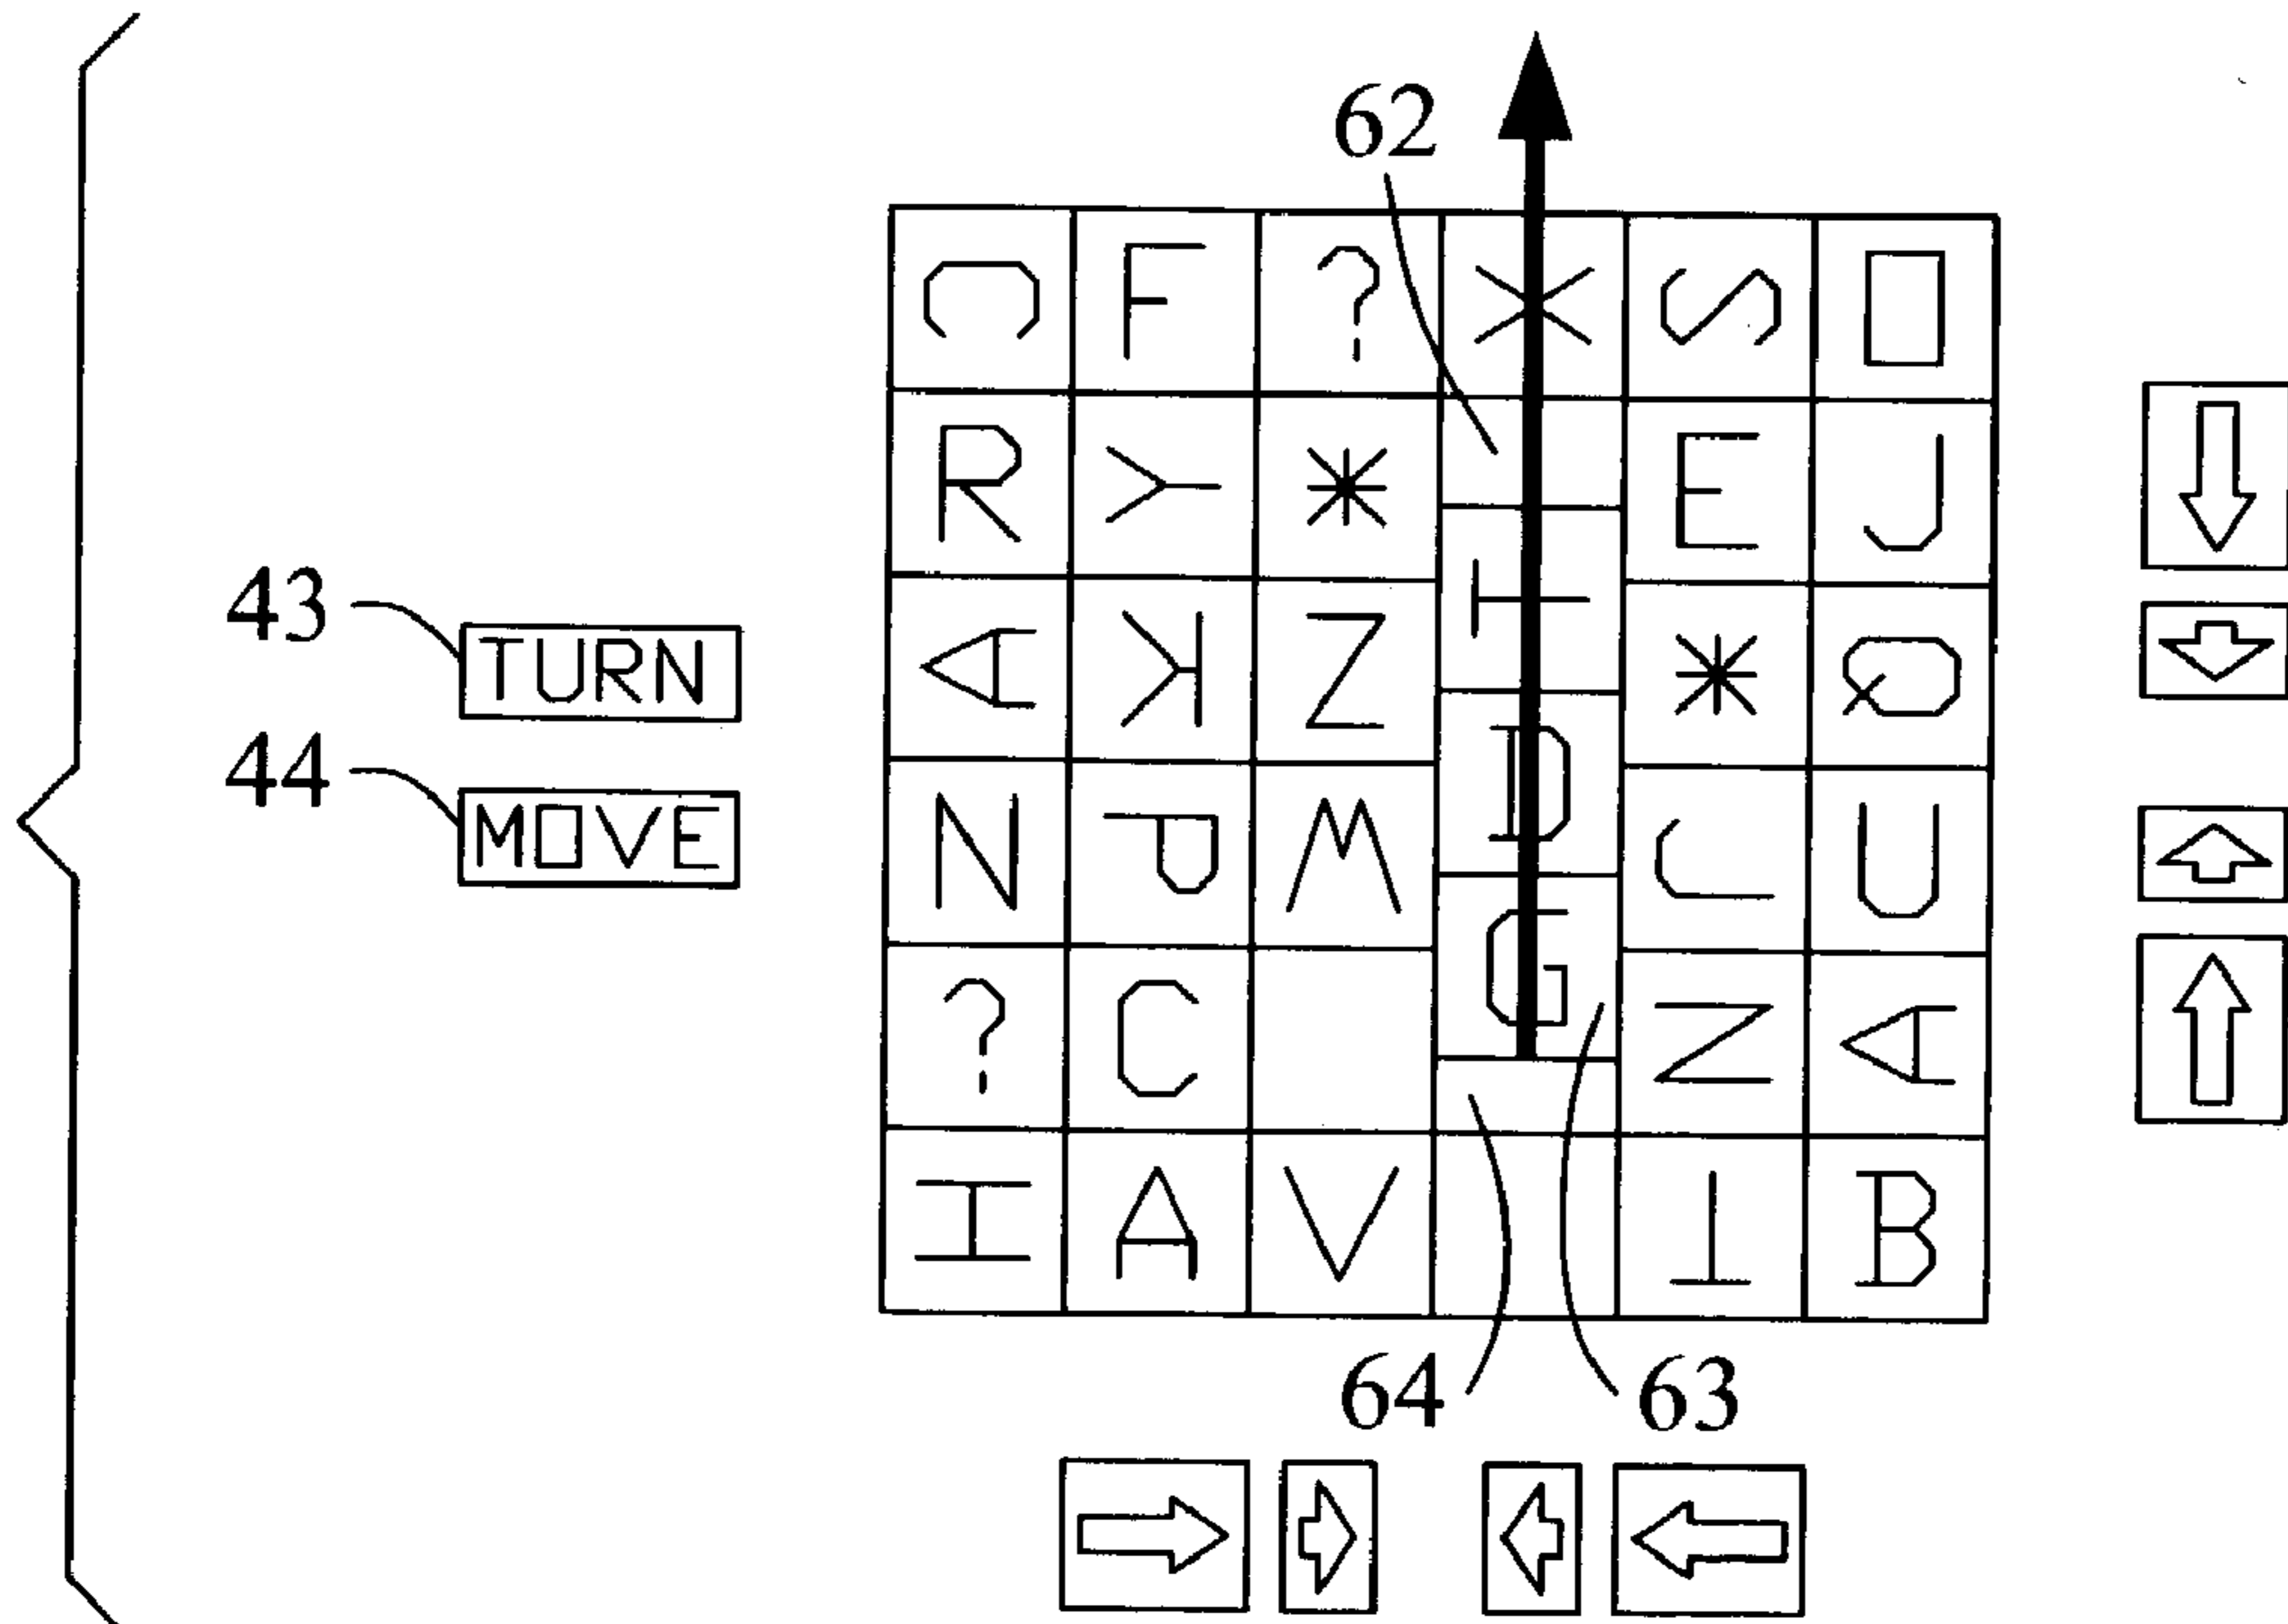 62
C F ? X S O
R Y * E J
43 TURN
A K Z T * Q
44 MOVE
N P W D J U
? C G N A
H A V T B
64 63